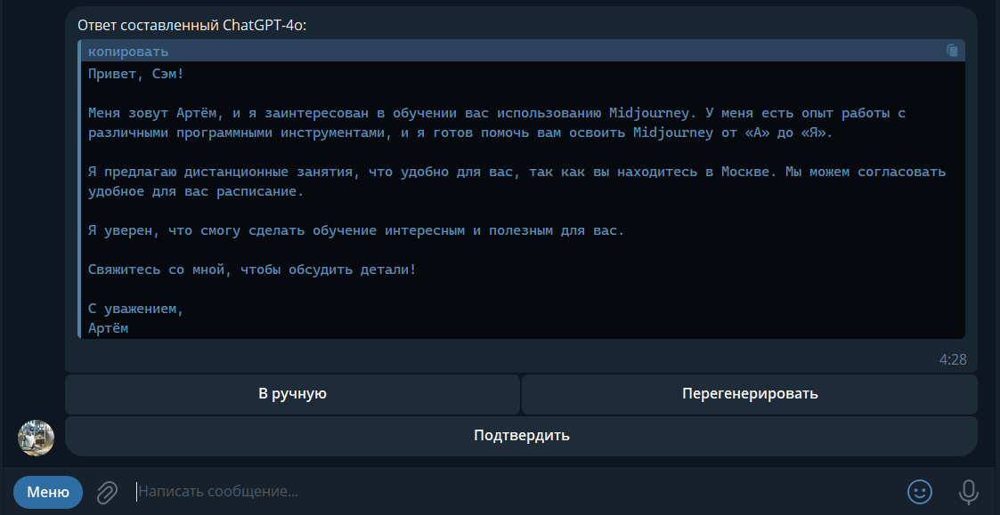 Ответ составленный ChatGPT-4o:
копировать
Привет, Сэм!
Меня зовут Артём, и я заинтересован в обучении вас использованию Midjourney. У меня есть опыт работы с
различными программными инструментами, и я готов помочь вам освоить Midjourney от «А» до «Я».
Я предлагаю дистанционные занятия, что удобно для вас, так как вы находитесь в Москве. Мы можем согласовать
удобное для вас расписание.
Я уверен, что смогу сделать обучение интересным и полезным для вас.
Свяжитесь со мной, чтобы обсудить детали!
С уважением,
Артём
4:28
В ручную
Перегенерировать
Подтвердить
Меню
Написать сообщение...